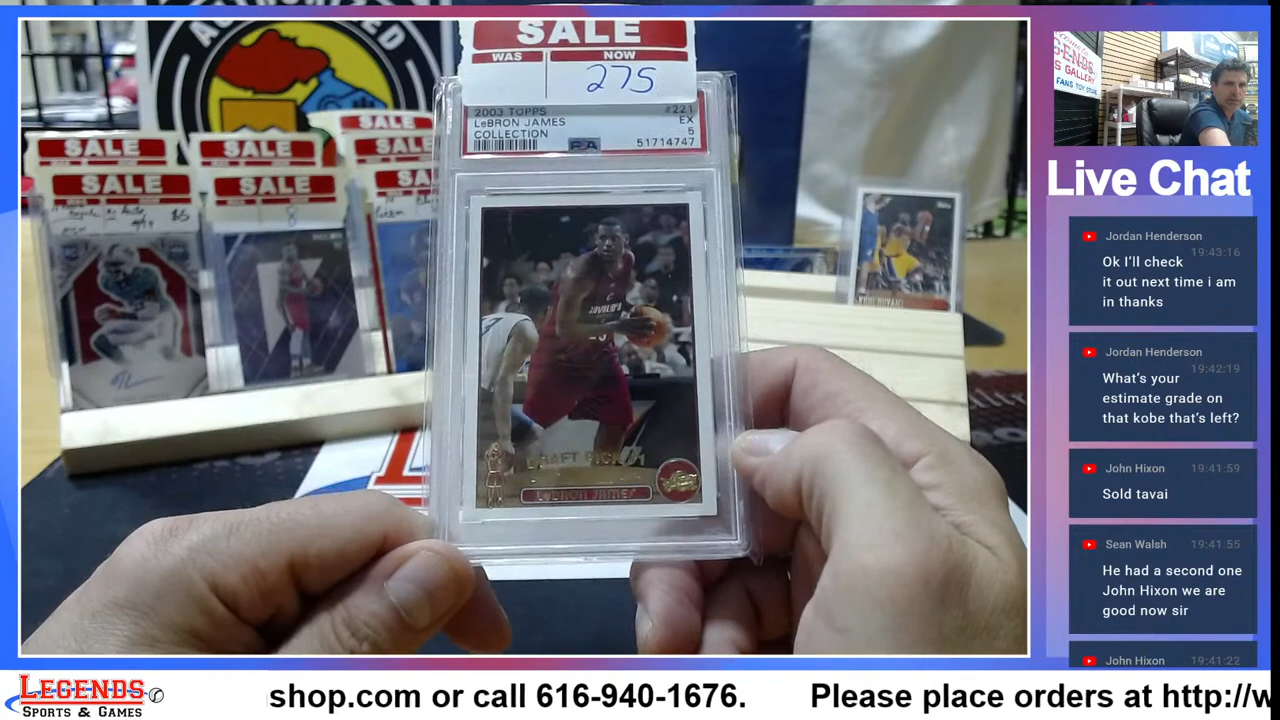 SALE
WAS NOW
275
2003 TOPPS #221
LeBRON JAMES EX
COLLECTION 5
PSA 51714747
DRAFT PICK
LeBRON JAMES
SALE
SALE
SALE
SALE
SALE
$5
8
KOBE BRYANT
Live Chat
Jordan Henderson 19:43:16
Ok I'll check
it out next time i am
in thanks
Jordan Henderson 19:42:19
What's your
estimate grade on
that kobe that's left?
John Hixon 19:41:59
Sold tavai
Sean Walsh 19:41:55
He had a second one
John Hixon we are
good now sir
John Hixon 19:41:22
LEGENDS
SPORTS & GAMES
shop.com or call 616-940-1676. Please place orders at http://w